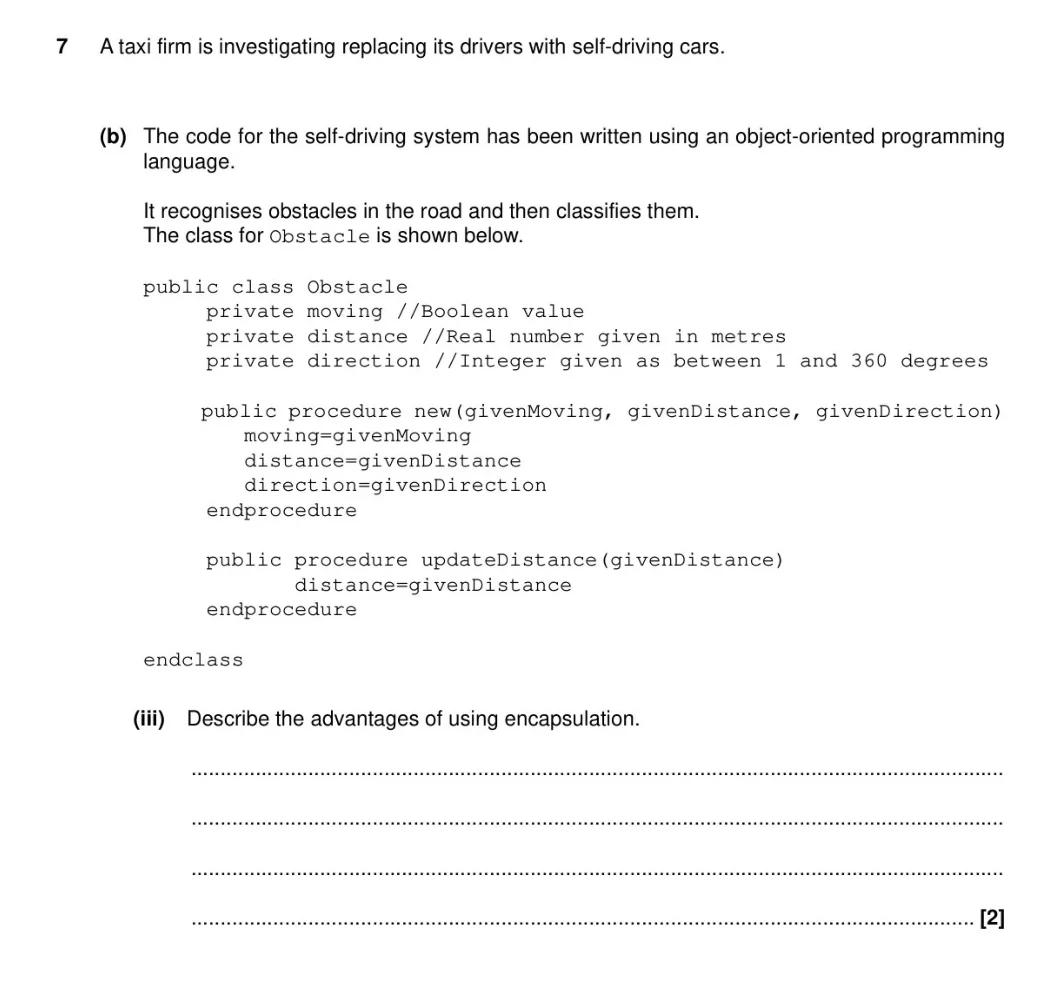 7 A taxi firm is investigating replacing its drivers with self-driving cars.
(b) The code for the self-driving system has been written using an object-oriented programming
language.
It recognises obstacles in the road and then classifies them.
The class for Obstacle is shown below.
public class Obstacle
private moving //Boolean value
private distance //Real number given in metres
private direction //Integer given as between 1 and 360 degrees
public procedure new(givenMoving, givenDistance, givenDirection)
moving=givenMoving
distance=givenDistance
direction=givenDirection
endprocedure
public procedure updateDistance(givenDistance)
distance=givenDistance
endprocedure
endclass
(iii) Describe the advantages of using encapsulation.
[2]